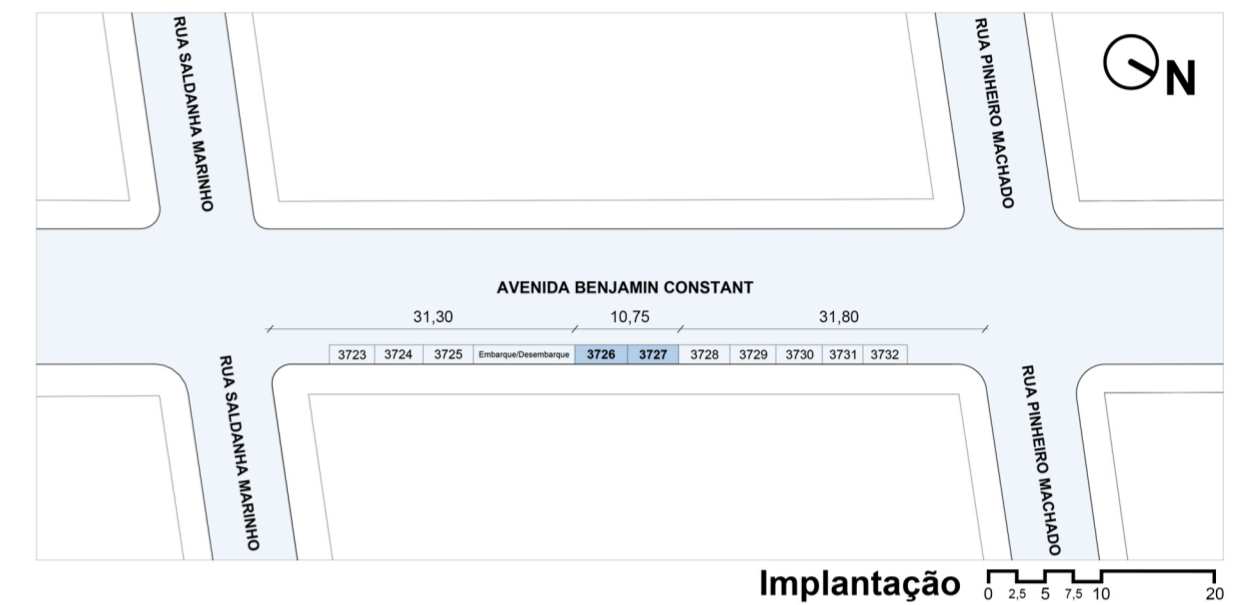 RUA SALDANHA MARINHO
RUA PINHEIRO MACHADO
N
AVENIDA BENJAMIN CONSTANT
31,30 10,75 31,80
3723 3724 3725 Embarque/Desembarque 3726 3727 3728 3729 3730 3731 3732
RUA SALDANHA MARINHO
RUA PINHEIRO MACHADO
Implantação
0 2,5 5 7,5 10 20